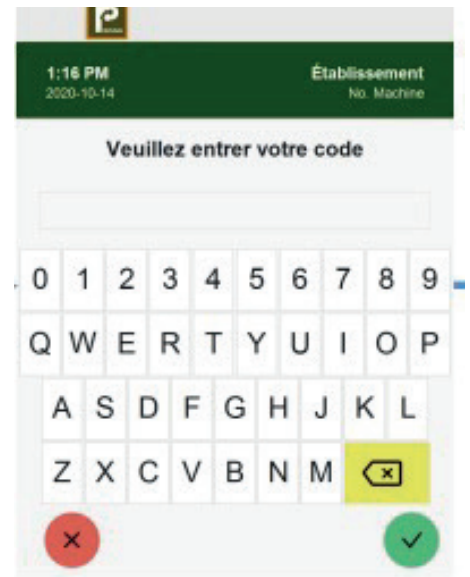 P
1:16 PM Établissement
2020-10-14 No. Machine
Veuillez entrer votre code
0 1 2 3 4 5 6 7 8 9
Q W E R T Y U I O P
A S D F G H J K L
Z X C V B N M